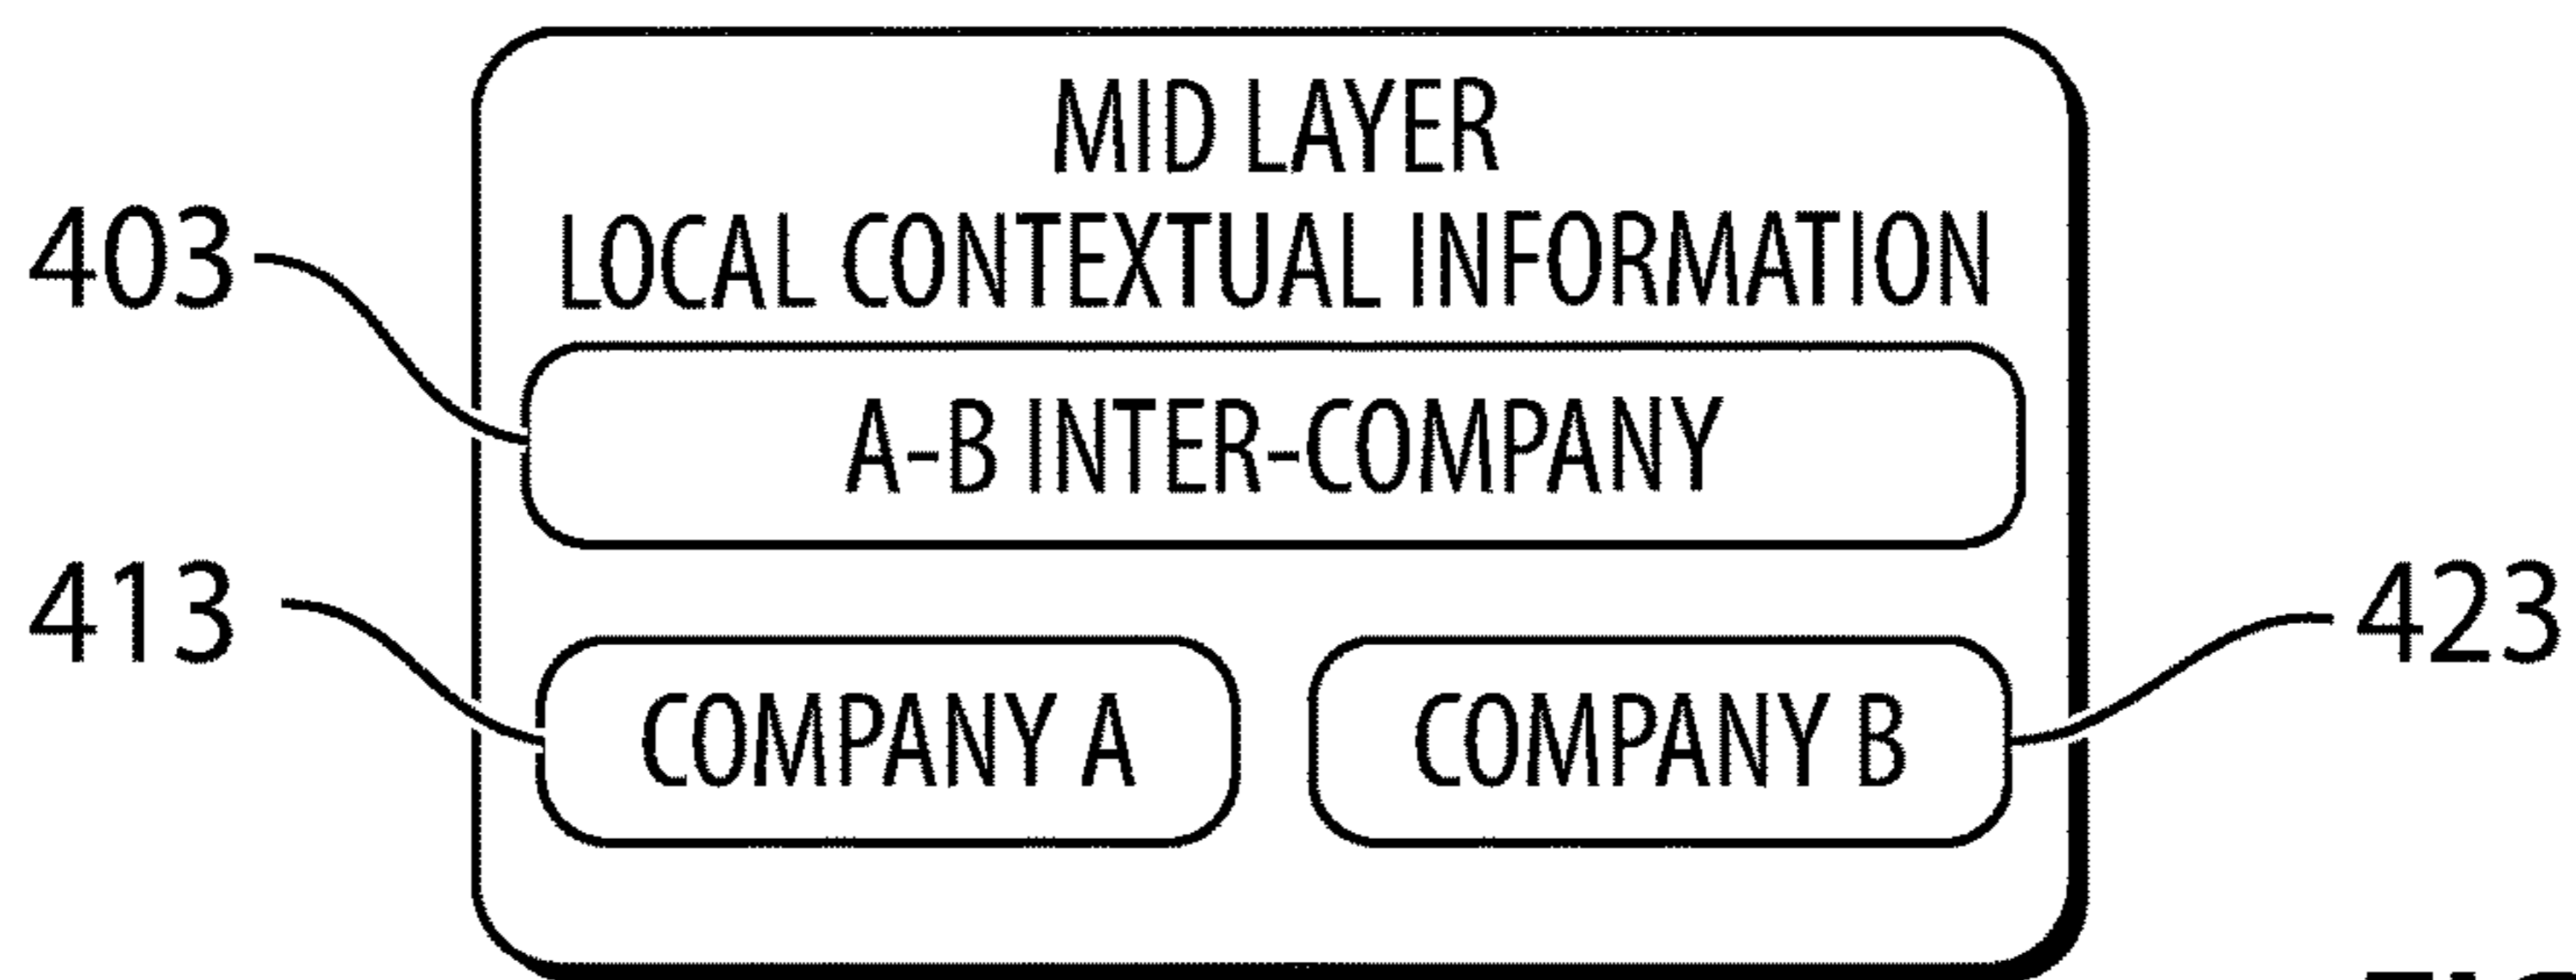 MID LAYER
403 LOCAL CONTEXTUAL INFORMATION
A-B INTER-COMPANY
413 423
COMPANY A COMPANY B